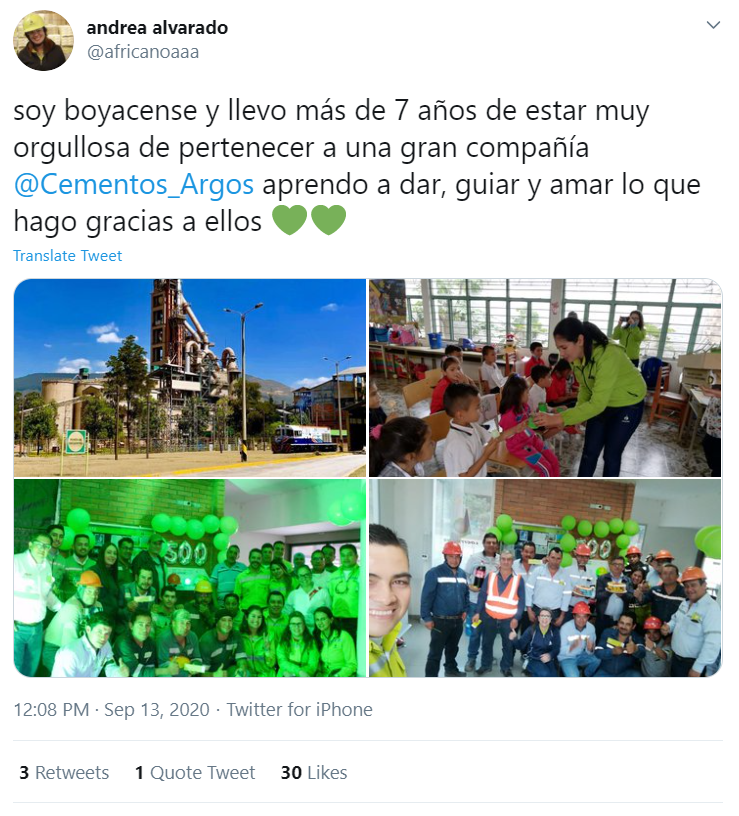 andrea alvarado
@africanoaaa
soy boyacense y llevo más de 7 años de estar muy
orgullosa de pertenecer a una gran compañía
@Cementos_Argos aprendo a dar, guiar y amar lo que
hago gracias a ellos 💚💚
Translate Tweet
500
500
12:08 PM · Sep 13, 2020 · Twitter for iPhone
3 Retweets 1 Quote Tweet 30 Likes